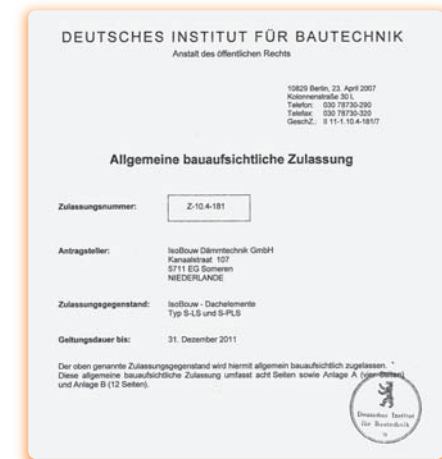 DEUTSCHES INSTITUT FÜR BAUTECHNIK
Anstalt des öffentlichen Rechts
10829 Berlin, 23. April 2007
Kolonnenstraße 30 L
Telefon: 030 78730-290
Telefax: 030 78730-320
GeschZ.: II 11-1.10.4-181/7
Allgemeine bauaufsichtliche Zulassung
Zulassungsnummer: Z-10.4-181
Antragsteller: IsoBouw Dämmtechnik GmbH
Kanaalstraat 107
5711 EG Someren
NIEDERLANDE
Zulassungsgegenstand: IsoBouw - Dachelemente
Typ S-LS und S-PLS
Geltungsdauer bis: 31. Dezember 2011
Der oben genannte Zulassungsgegenstand wird hiermit allgemein bauaufsichtlich zugelassen. *
Diese allgemeine bauaufsichtliche Zulassung umfasst acht Seiten sowie Anlage A (vier Seiten)
und Anlage B (12 Seiten).
Deutsches Institut
für Bautechnik